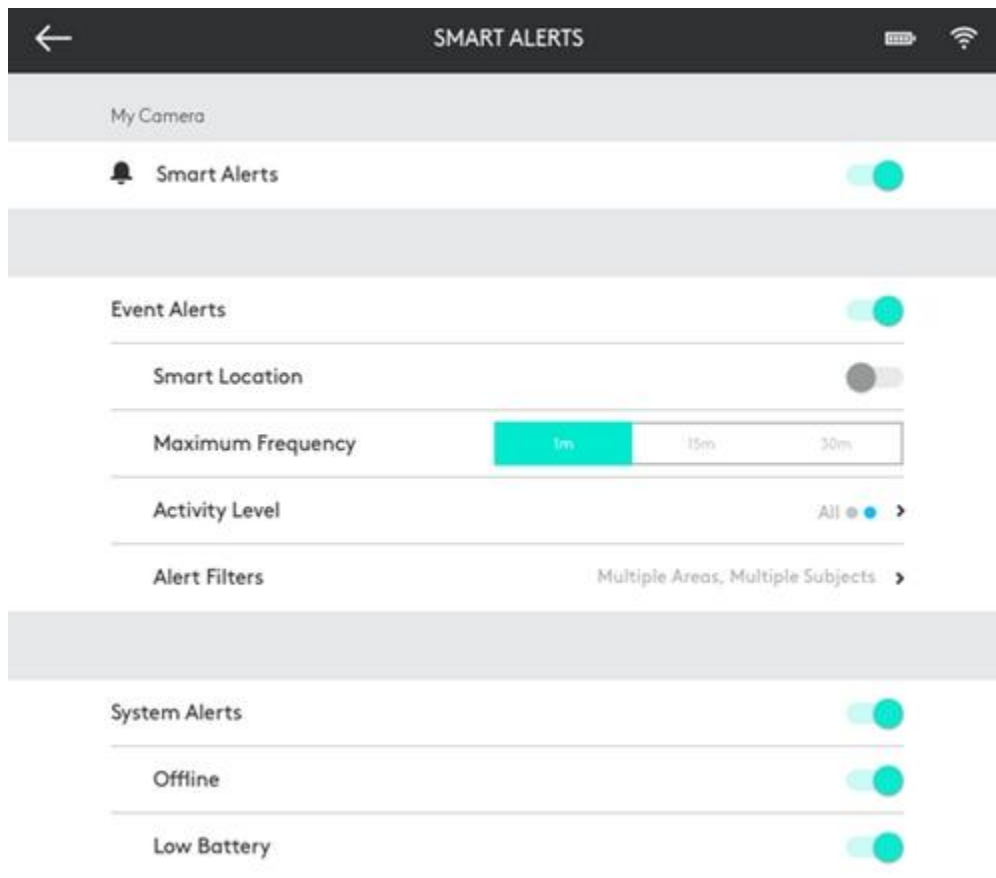 SMART ALERTS
My Camera
Smart Alerts
Event Alerts
Smart Location
Maximum Frequency 1m 15m 30m
Activity Level All
Alert Filters Multiple Areas, Multiple Subjects
System Alerts
Offline
Low Battery